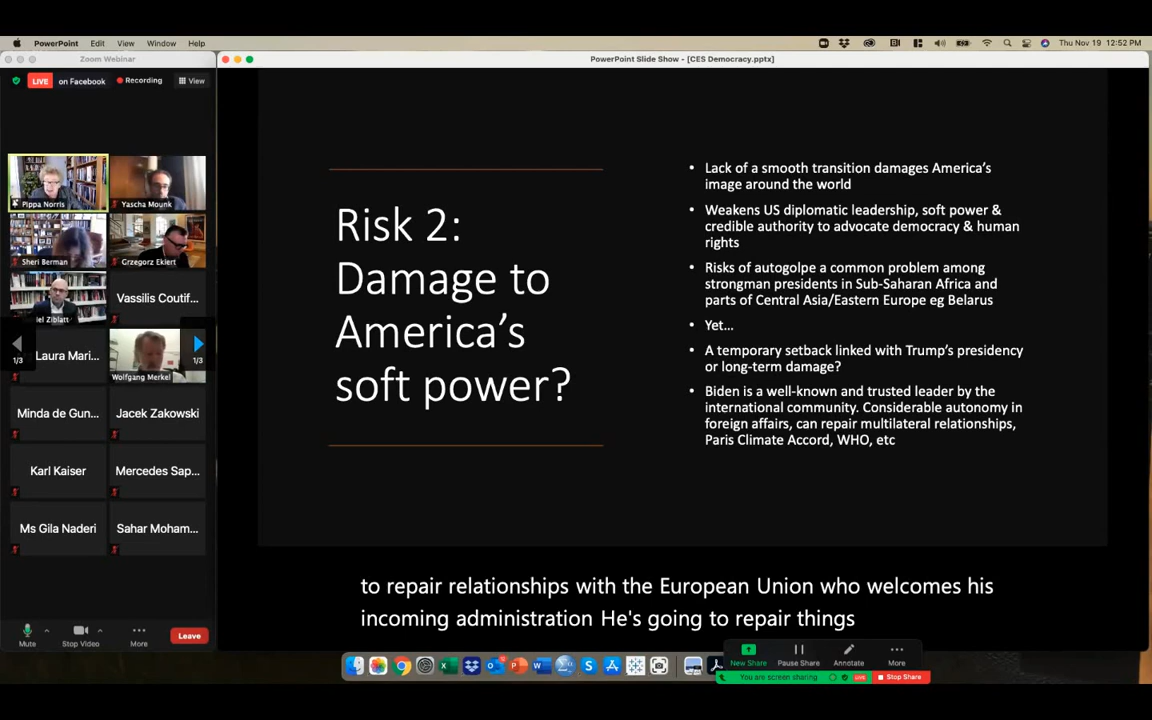 PowerPoint Edit View Window Help
Thu Nov 19 12:52 PM
Zoom Webinar
PowerPoint Slide Show - [CES Democracy.pptx]
LIVE on Facebook Recording View
Pippa Norris
Yascha Mounk
Sheri Berman
Grzegorz Ekiert
iel Ziblatt
Vassilis Coutif...
Laura Mari...
1/3
1/3
Wolfgang Merkel
Minda de Gun...
Jacek Zakowski
Karl Kaiser
Mercedes Sap...
Ms Gila Naderi
Sahar Moham...
Mute
Stop Video
More
Leave
Risk 2:
Damage to
America’s
soft power?
• Lack of a smooth transition damages America’s
image around the world
• Weakens US diplomatic leadership, soft power &
credible authority to advocate democracy & human
rights
• Risks of autogolpe a common problem among
strongman presidents in Sub-Saharan Africa and
parts of Central Asia/Eastern Europe eg Belarus
• Yet...
• A temporary setback linked with Trump’s presidency
or long-term damage?
• Biden is a well-known and trusted leader by the
international community. Considerable autonomy in
foreign affairs, can repair multilateral relationships,
Paris Climate Accord, WHO, etc
to repair relationships with the European Union who welcomes his
incoming administration He's going to repair things
New Share
Pause Share
Annotate
More
You are screen sharing
LIVE
Stop Share